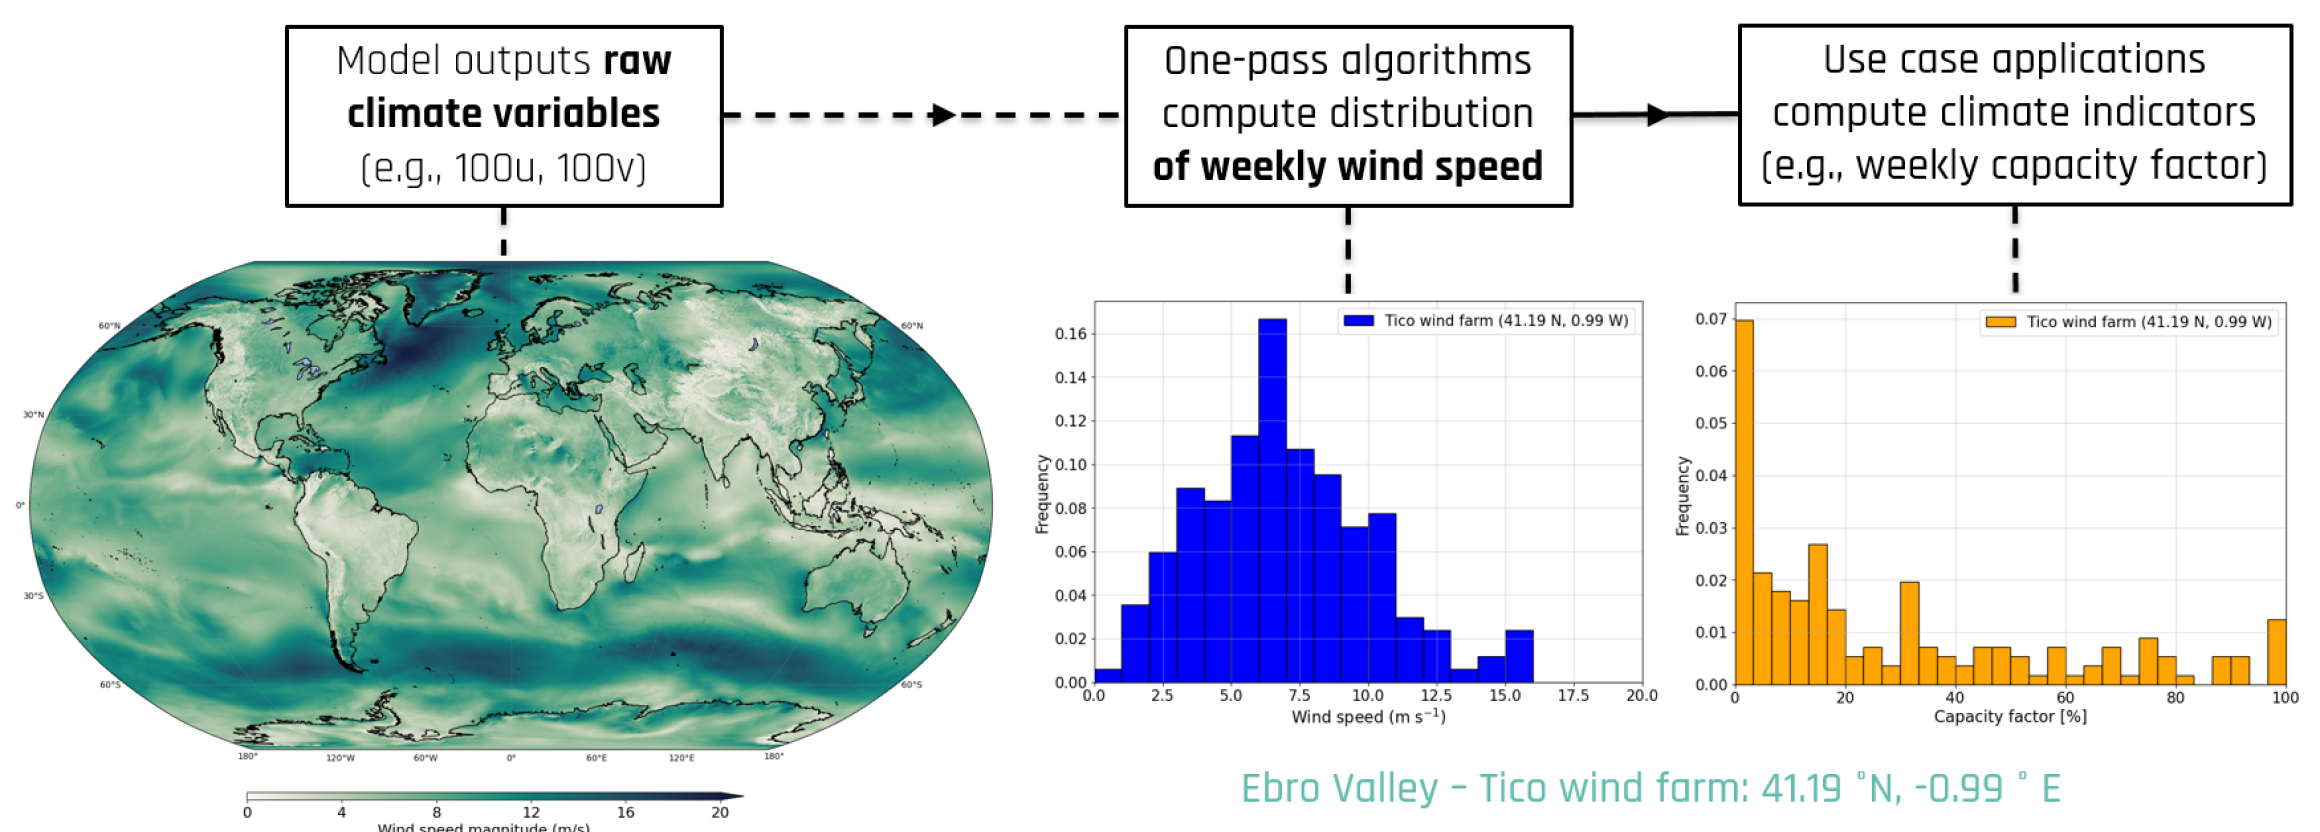 Model outputs raw
climate variables
(e.g., 100u, 100v)
One-pass algorithms
compute distribution
of weekly wind speed
Use case applications
compute climate indicators
(e.g., weekly capacity factor)
60°N
60°N
30°N
0°
30°S
60°S
60°S
180°
120°W
60°W
0°
60°E
120°E
180°
0
4
8
12
16
20
Wind speed magnitude (m/s)
Tico wind farm (41.19 N, 0.99 W)
Frequency
0.16
0.14
0.12
0.10
0.08
0.06
0.04
0.02
0.00
0.0
2.5
5.0
7.5
10.0
12.5
15.0
17.5
20.0
Wind speed (m s⁻¹)
Tico wind farm (41.19 N, 0.99 W)
Frequency
0.07
0.06
0.05
0.04
0.03
0.02
0.01
0.00
0
20
40
60
80
100
Capacity factor [%]
Ebro Valley – Tico wind farm: 41.19 °N, -0.99 ° E